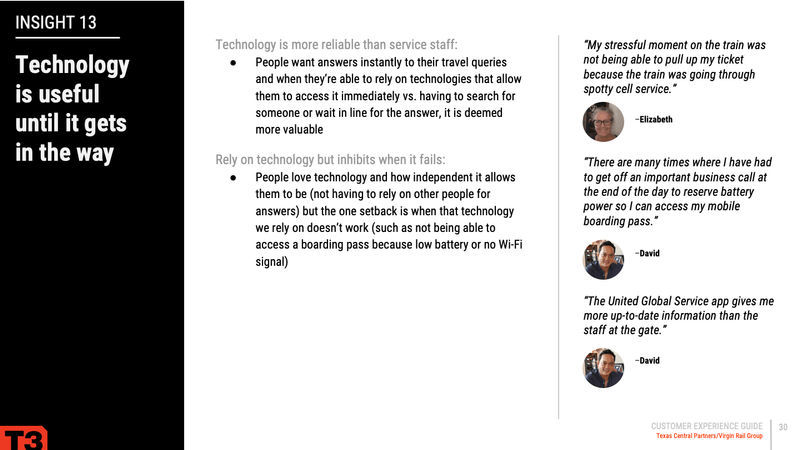 INSIGHT 13
Technology
is useful
until it gets
in the way
Technology is more reliable than service staff:
● People want answers instantly to their travel queries
and when they're able to rely on technologies that allow
them to access it immediately vs. having to search for
someone or wait in line for the answer, it is deemed
more valuable
Rely on technology but inhibits when it fails:
● People love technology and how independent it allows
them to be (not having to rely on other people for
answers) but the one setback is when that technology
we rely on doesn't work (such as not being able to
access a boarding pass because low battery or no Wi-Fi
signal)
“My stressful moment on the train was
not being able to pull up my ticket
because the train was going through
spotty cell service.”
–Elizabeth
“There are many times where I have had
to get off an important business call at
the end of the day to reserve battery
power so I can access my mobile
boarding pass.”
–David
“The United Global Service app gives me
more up-to-date information than the
staff at the gate.”
–David
T3
CUSTOMER EXPERIENCE GUIDE
Texas Central Partners/Virgin Rail Group
30